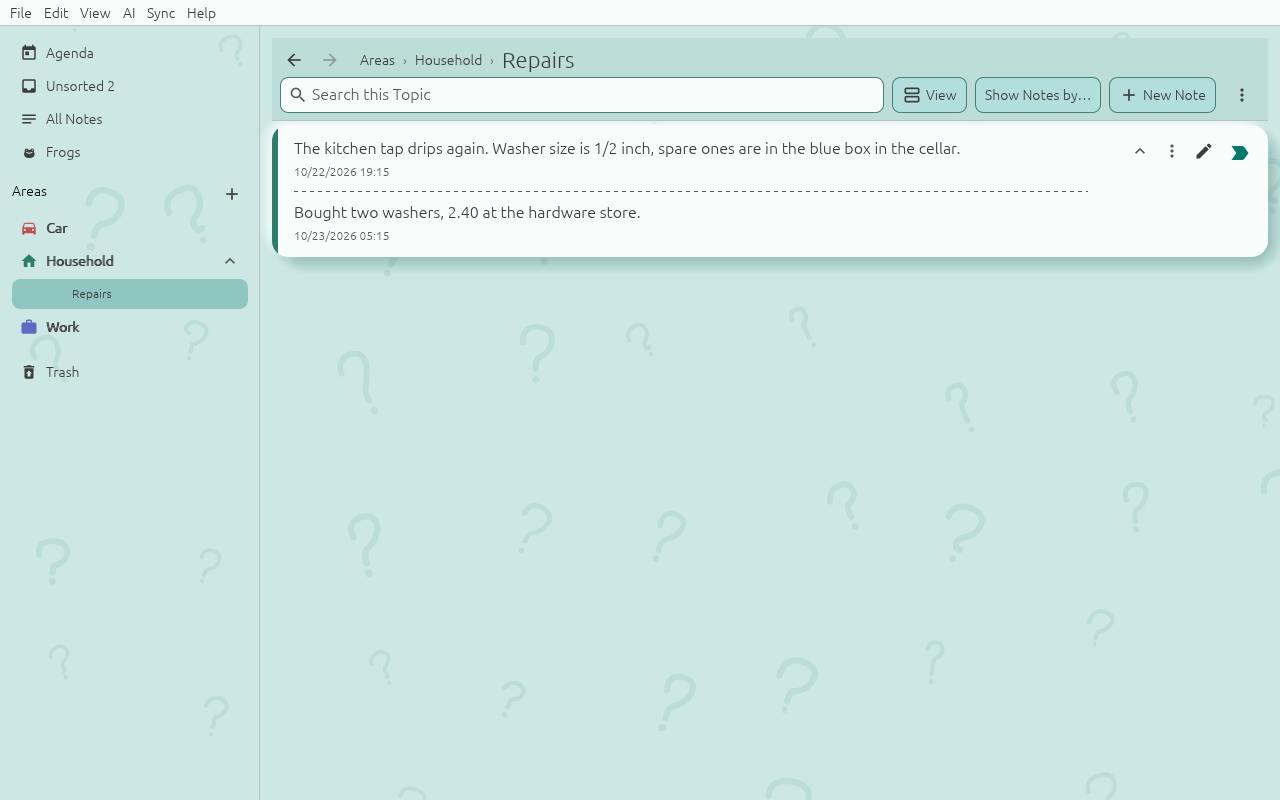 File Edit View AI Sync Help
Agenda
Unsorted 2
All Notes
Frogs
Areas
Car
Household
Repairs
Work
Trash
Areas › Household › Repairs
Search this Topic
View
Show Notes by...
New Note
The kitchen tap drips again. Washer size is 1/2 inch, spare ones are in the blue box in the cellar.
10/22/2026 19:15
Bought two washers, 2.40 at the hardware store.
10/23/2026 05:15